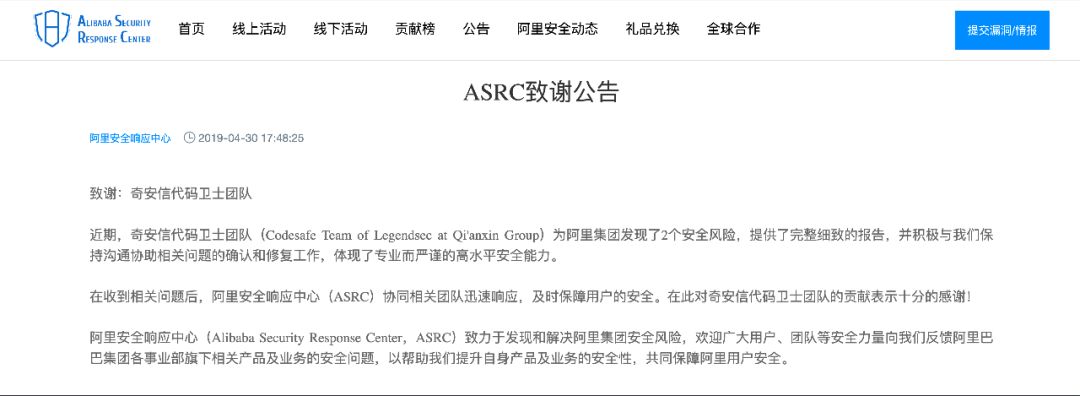 ALIBABA SECURITY
RESPONSE CENTER
首页 线上活动 线下活动 贡献榜 公告 阿里安全动态 礼品兑换 全球合作 提交漏洞/情报
ASRC致谢公告
阿里安全响应中心 2019-04-30 17:48:25
致谢：奇安信代码卫士团队
近期，奇安信代码卫士团队（Codesafe Team of Legendsec at Qi'anxin Group）为阿里集团发现了2个安全风险，提供了完整细致的报告，并积极与我们保
持沟通协助相关问题的确认和修复工作，体现了专业而严谨的高水平安全能力。
在收到相关问题后，阿里安全响应中心（ASRC）协同相关团队迅速响应，及时保障用户的安全。在此对奇安信代码卫士团队的贡献表示十分的感谢！
阿里安全响应中心（Alibaba Security Response Center，ASRC）致力于发现和解决阿里集团安全风险，欢迎广大用户、团队等安全力量向我们反馈阿里巴
巴集团各事业部旗下相关产品及业务的安全问题，以帮助我们提升自身产品及业务的安全性，共同保障阿里用户安全。